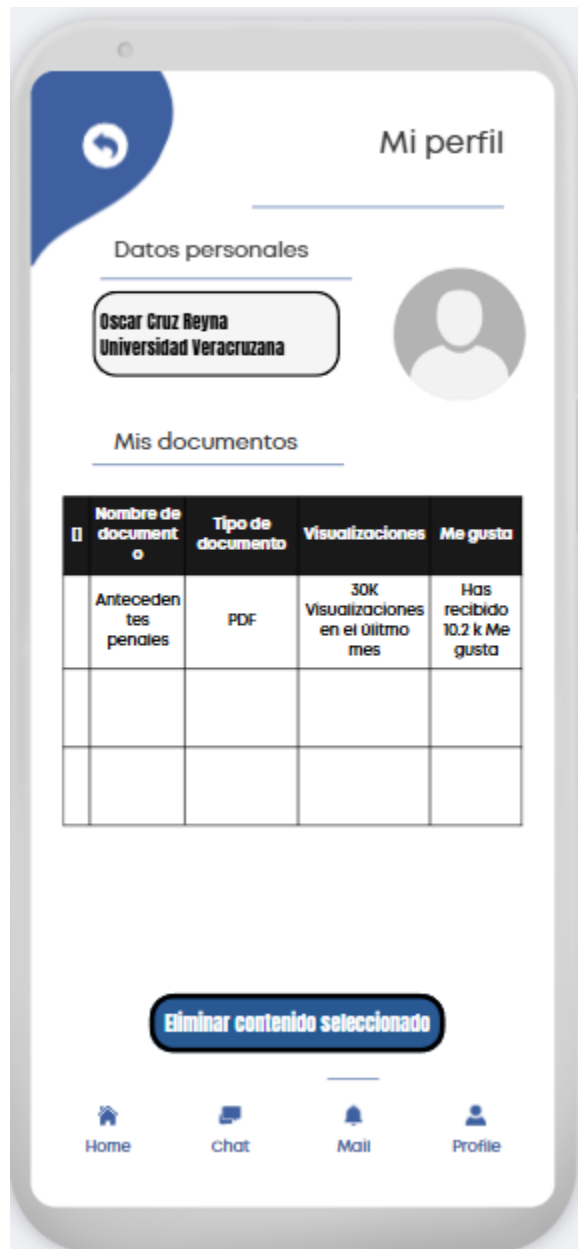 Mi perfil
Datos personales
Oscar Cruz Reyna
Universidad Veracruzana
Mis documentos
[]
Nombre de
document
o
Tipo de
documento
Visualizaciones
Me gusta
Anteceden
tes
penales
PDF
30K
Visualizaciones
en el úlitmo
mes
Has
recibido
10.2 k Me
gusta
Eliminar contenido seleccionado
Home
Chat
Mail
Profile